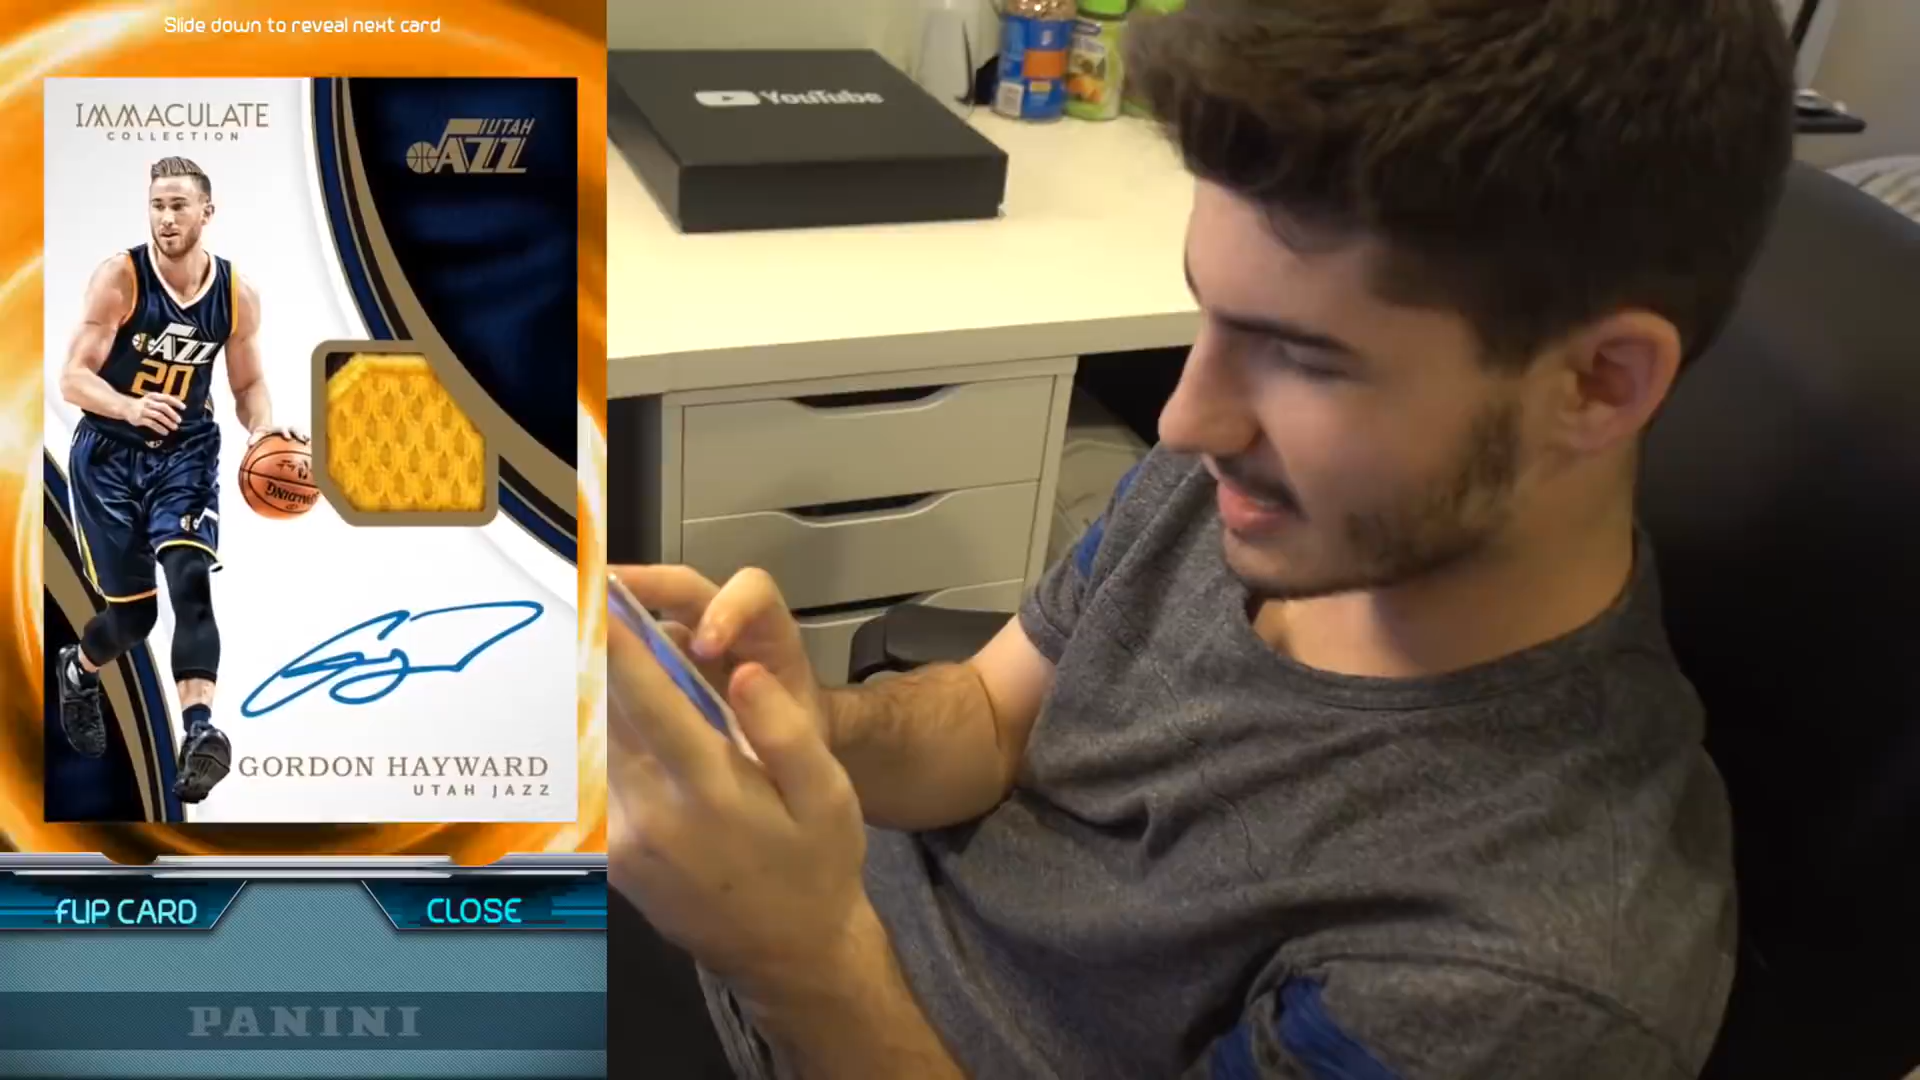 Slide down to reveal next card
IMMACULATE
COLLECTION
UTAH
JAZZ
JAZZ
20
SPALDING
GORDON HAYWARD
UTAH JAZZ
FLIP CARD
CLOSE
PANINI
YouTube